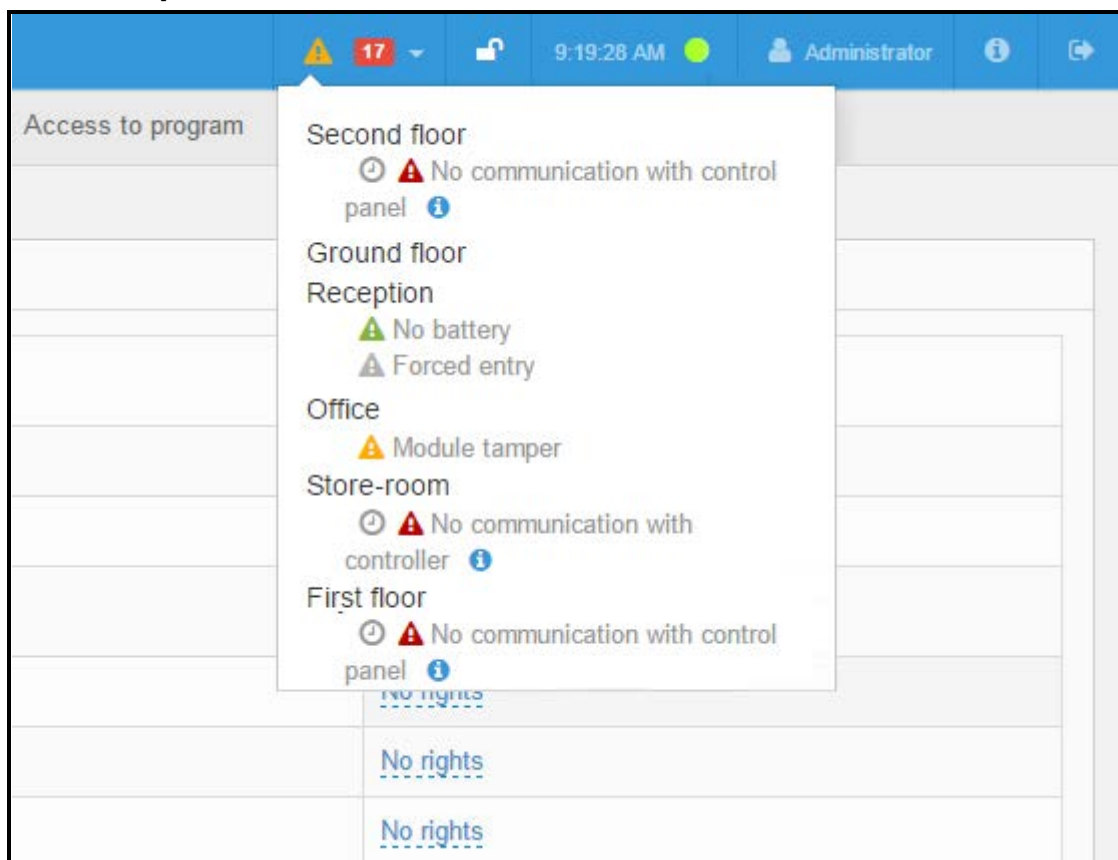 17
9:19:28 AM
Administrator
Access to program
Second floor
No communication with control
panel
Ground floor
Reception
No battery
Forced entry
Office
Module tamper
Store-room
No communication with
controller
First floor
No communication with control
panel
No rights
No rights
No rights